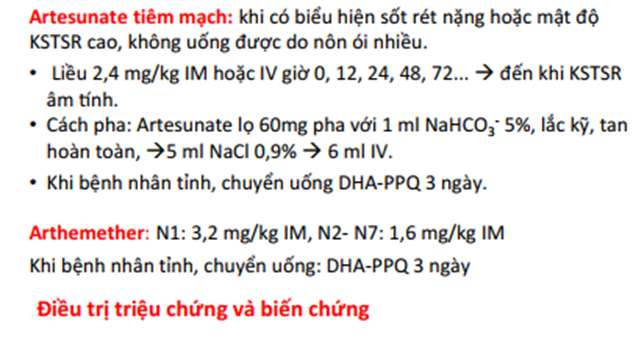 Artesunate tiêm mạch: khi có biểu hiện sốt rét nặng hoặc mật độ
KSTSR cao, không uống được do nôn ói nhiều.
• Liều 2,4 mg/kg IM hoặc IV giờ 0, 12, 24, 48, 72... → đến khi KSTSR
âm tính.
• Cách pha: Artesunate lọ 60mg pha với 1 ml NaHCO₃⁻ 5%, lắc kỹ, tan
hoàn toàn, →5 ml NaCl 0,9% → 6 ml IV.
• Khi bệnh nhân tỉnh, chuyển uống DHA-PPQ 3 ngày.
Arthemether: N1: 3,2 mg/kg IM, N2- N7: 1,6 mg/kg IM
Khi bệnh nhân tỉnh, chuyển uống: DHA-PPQ 3 ngày
Điều trị triệu chứng và biến chứng